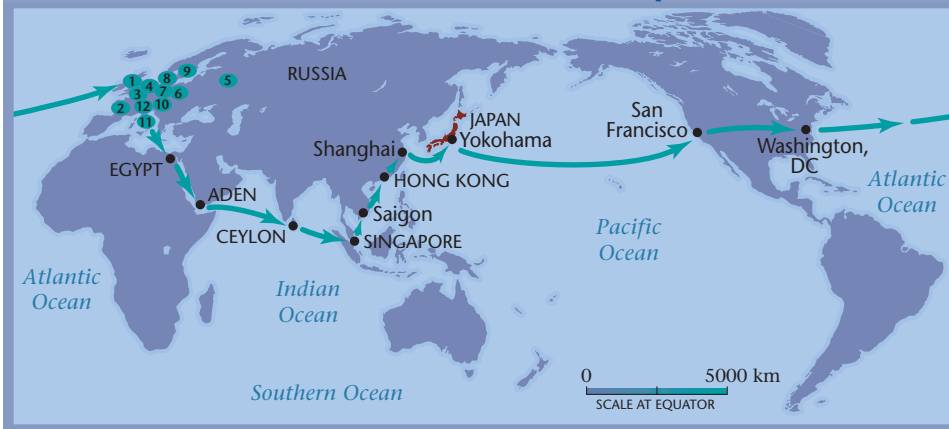 RUSSIA
1
2
3
4
5
6
7
8
9
10
11
12
EGYPT
ADEN
CEYLON
Shanghai
JAPAN
Yokohama
HONG KONG
Saigon
SINGAPORE
San
Francisco
Washington,
DC
Atlantic
Ocean
Pacific
Ocean
Atlantic
Ocean
Indian
Ocean
Southern Ocean
0
5000 km
SCALE AT EQUATOR